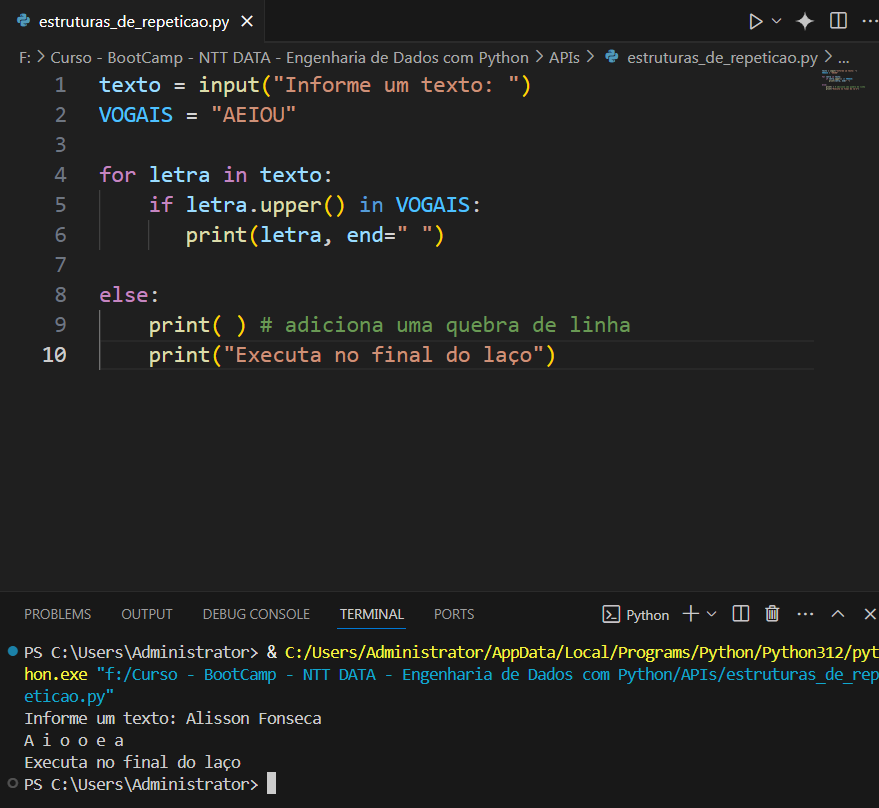 estruturas_de_repeticao.py
F: > Curso - BootCamp - NTT DATA - Engenharia de Dados com Python > APIs > estruturas_de_repeticao.py > ...
1 texto = input("Informe um texto: ")
2 VOGAIS = "AEIOU"
3
4 for letra in texto:
5     if letra.upper() in VOGAIS:
6        print(letra, end=" ")
7
8 else:
9     print( ) # adiciona uma quebra de linha
10     print("Executa no final do laço")
PROBLEMS OUTPUT DEBUG CONSOLE TERMINAL PORTS Python
PS C:\Users\Administrator> & C:/Users/Administrator/AppData/Local/Programs/Python/Python312/pyt
hon.exe "f:/Curso - BootCamp - NTT DATA - Engenharia de Dados com Python/APIs/estruturas_de_rep
eticao.py"
Informe um texto: Alisson Fonseca
A i o o e a
Executa no final do laço
PS C:\Users\Administrator>